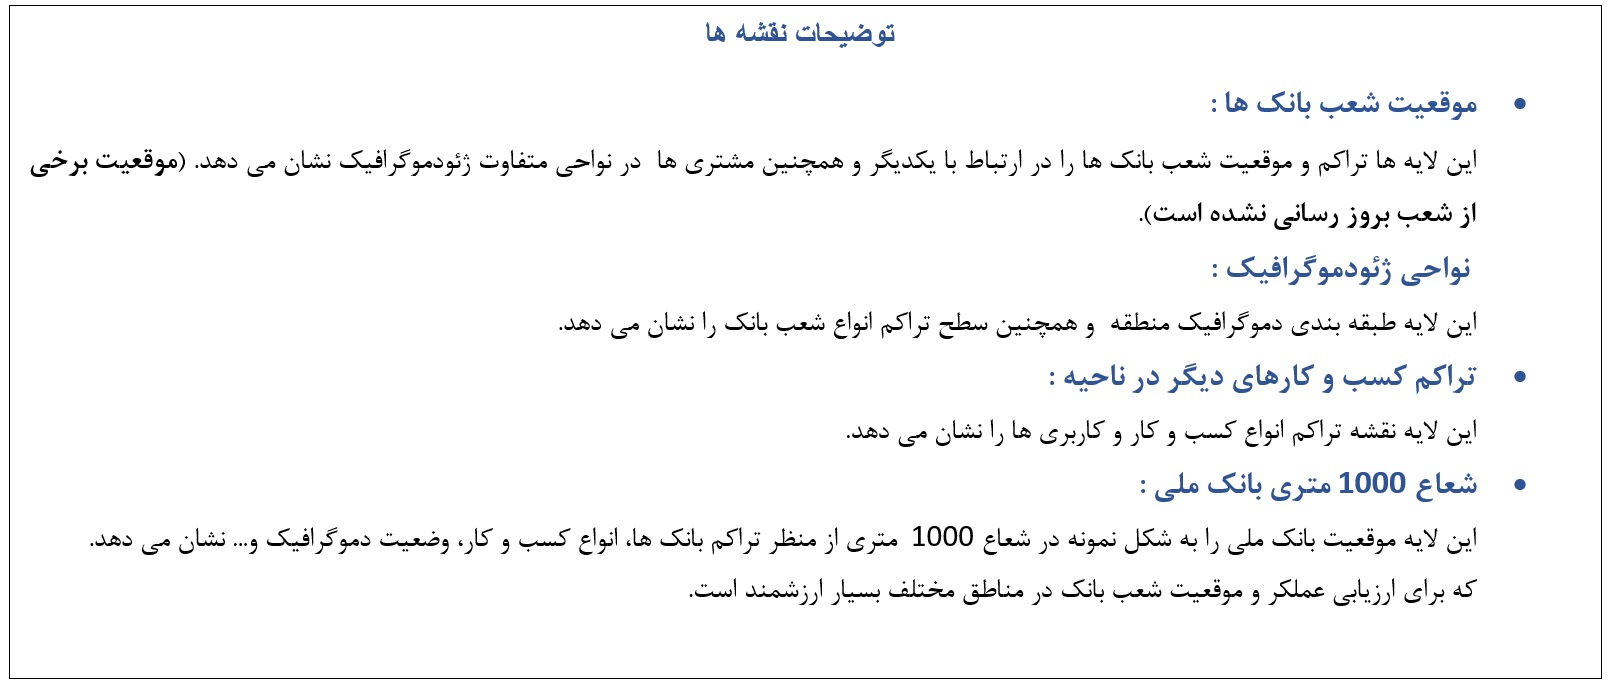 توضیحات نقشه ها
• موقعیت شعب بانک ها :
این لایه ها تراکم و موقعیت شعب بانک ها را در ارتباط با یکدیگر و همچنین مشتری ها در نواحی متفاوت ژئودموگرافیک نشان می دهد. (موقعیت برخی
از شعب بروز رسانی نشده است).
نواحی ژئودموگرافیک :
این لایه طبقه بندی دموگرافیک منطقه و همچنین سطح تراکم انواع شعب بانک را نشان می دهد.
• تراکم کسب و کارهای دیگر در ناحیه :
این لایه نقشه تراکم انواع کسب و کار و کاربری ها را نشان می دهد.
• شعاع 1000 متری بانک ملی :
این لایه موقعیت بانک ملی را به شکل نمونه در شعاع 1000 متری از منظر تراکم بانک ها، انواع کسب و کار، وضعیت دموگرافیک و... نشان می دهد.
که برای ارزیابی عملکر و موقعیت شعب بانک در مناطق مختلف بسیار ارزشمند است.